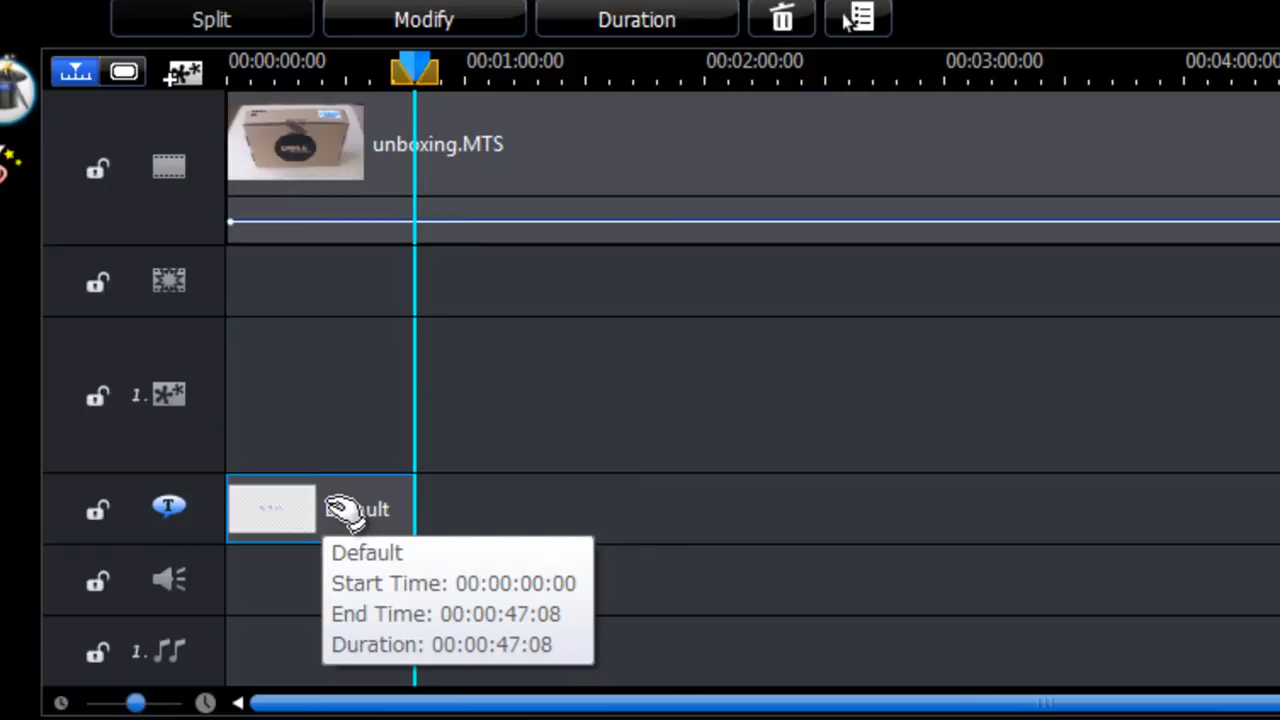 Split Modify Duration
00:00:00:00 00:01:00:00 00:02:00:00 00:03:00:00 00:04:00:00
unboxing.MTS
1.
T
Default
Start Time: 00:00:00:00
End Time: 00:00:47:08
Duration: 00:00:47:08
1.